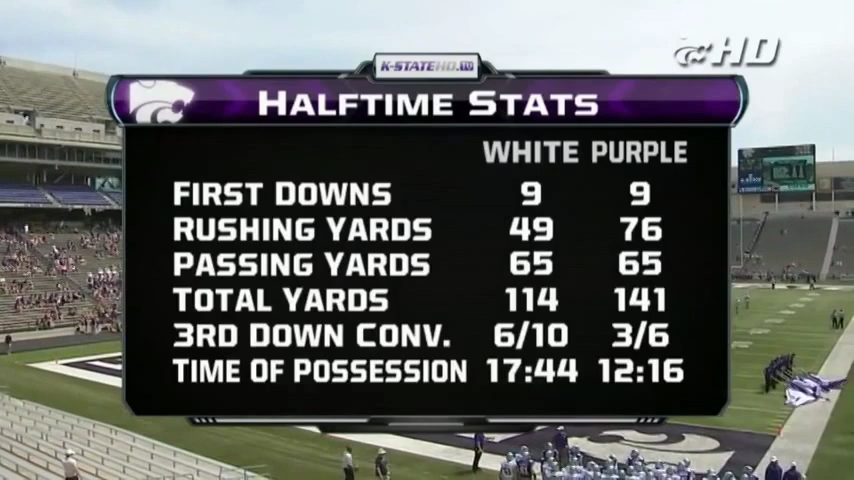 K-STATEHD.TV
HD
HALFTIME STATS
WHITE PURPLE
FIRST DOWNS 9 9
RUSHING YARDS 49 76
PASSING YARDS 65 65
TOTAL YARDS 114 141
3RD DOWN CONV. 6/10 3/6
TIME OF POSSESSION 17:44 12:16